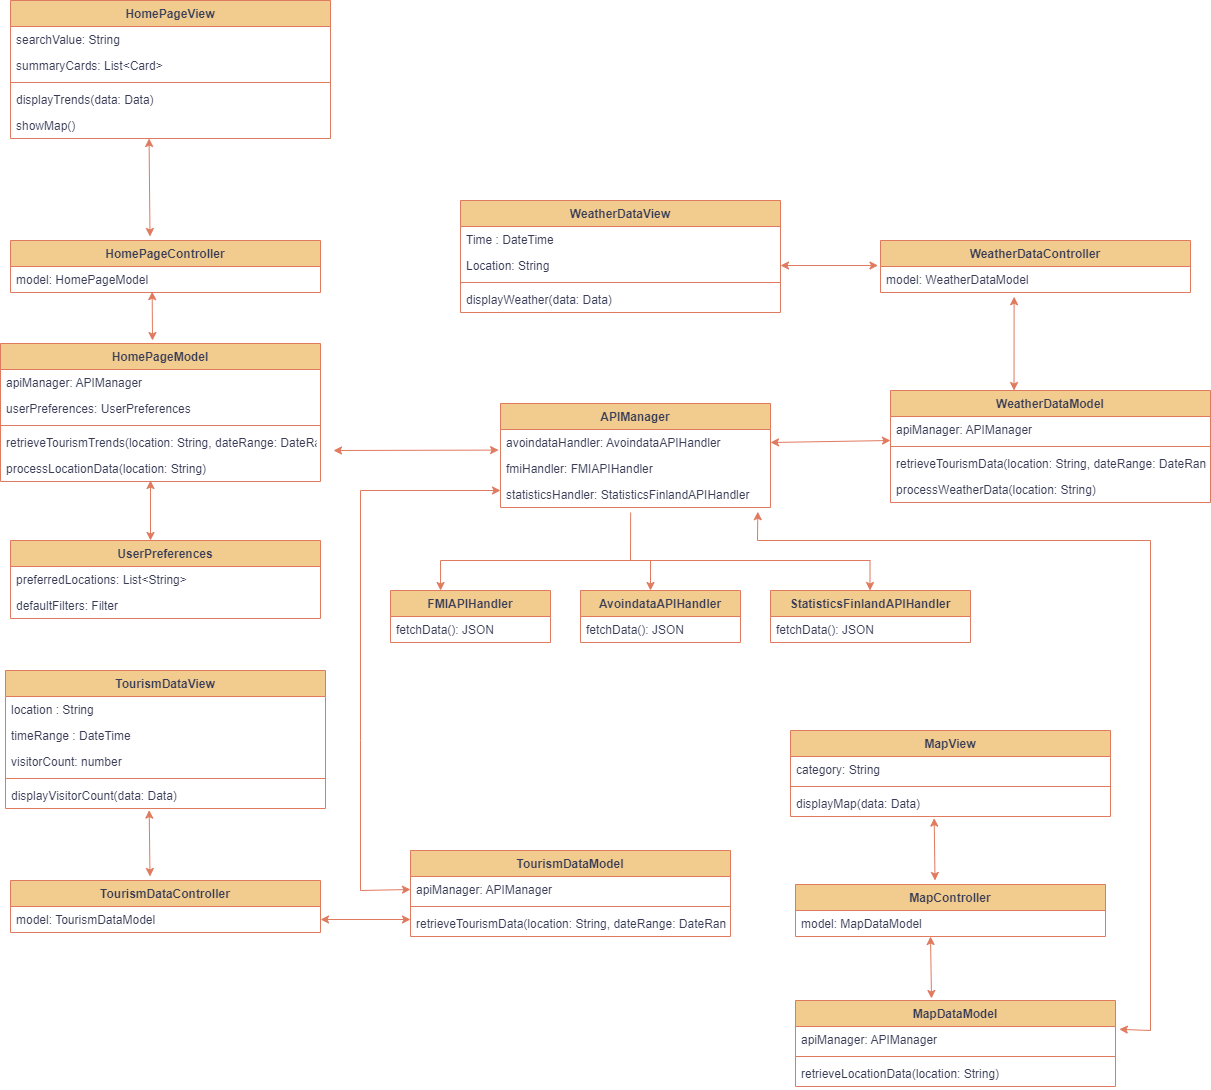 HomePageView
searchValue: String
summaryCards: List<Card>
displayTrends(data: Data)
showMap()
HomePageController
model: HomePageModel
HomePageModel
apiManager: APIManager
userPreferences: UserPreferences
retrieveTourismTrends(location: String, dateRange: DateRa
processLocationData(location: String)
UserPreferences
preferredLocations: List<String>
defaultFilters: Filter
WeatherDataView
Time : DateTime
Location: String
displayWeather(data: Data)
WeatherDataController
model: WeatherDataModel
WeatherDataModel
apiManager: APIManager
retrieveTourismData(location: String, dateRange: DateRan
processWeatherData(location: String)
APIManager
avoindataHandler: AvoindataAPIHandler
fmiHandler: FMIAPIHandler
statisticsHandler: StatisticsFinlandAPIHandler
FMIAPIHandler
fetchData(): JSON
AvoindataAPIHandler
fetchData(): JSON
StatisticsFinlandAPIHandler
fetchData(): JSON
TourismDataView
location : String
timeRange : DateTime
visitorCount: number
displayVisitorCount(data: Data)
TourismDataController
model: TourismDataModel
TourismDataModel
apiManager: APIManager
retrieveTourismData(location: String, dateRange: DateRan
MapView
category: String
displayMap(data: Data)
MapController
model: MapDataModel
MapDataModel
apiManager: APIManager
retrieveLocationData(location: String)